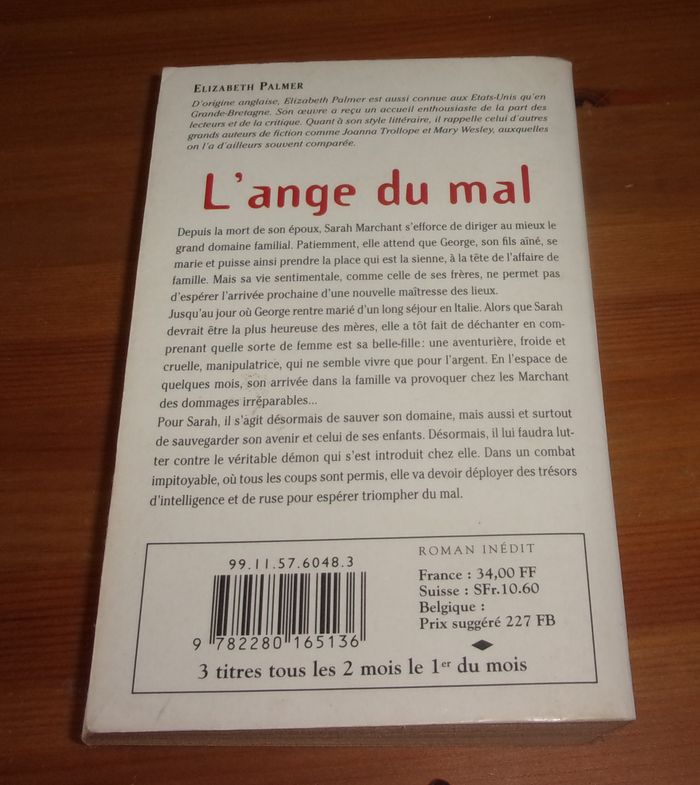 ELIZABETH PALMER
D'origine anglaise, Elizabeth Palmer est aussi connue aux Etats-Unis qu'en
Grande-Bretagne. Son œuvre a reçu un accueil enthousiaste de la part des
lecteurs et de la critique. Quant à son style littéraire, il rappelle celui d'autres
grands auteurs de fiction comme Joanna Trollope et Mary Wesley, auxquelles
on l'a d'ailleurs souvent comparée.
L'ange du mal
Depuis la mort de son époux, Sarah Marchant s'efforce de diriger au mieux le
grand domaine familial. Patiemment, elle attend que George, son fils aîné, se
marie et puisse ainsi prendre la place qui est la sienne, à la tête de l'affaire de
famille. Mais sa vie sentimentale, comme celle de ses frères, ne permet pas
d'espérer l'arrivée prochaine d'une nouvelle maîtresse des lieux.
Jusqu'au jour où George rentre marié d'un long séjour en Italie. Alors que Sarah
devrait être la plus heureuse des mères, elle a tôt fait de déchanter en com-
prenant quelle sorte de femme est sa belle-fille : une aventurière, froide et
cruelle, manipulatrice, qui ne semble vivre que pour l'argent. En l'espace de
quelques mois, son arrivée dans la famille va provoquer chez les Marchant
des dommages irréparables...
Pour Sarah, il s'agit désormais de sauver son domaine, mais aussi et surtout
de sauvegarder son avenir et celui de ses enfants. Désormais, il lui faudra lut-
ter contre le véritable démon qui s'est introduit chez elle. Dans un combat
impitoyable, où tous les coups sont permis, elle va devoir déployer des trésors
d'intelligence et de ruse pour espérer triompher du mal.
99.11.57.6048.3
9 782280 165136
ROMAN INÉDIT
France : 34,00 FF
Suisse : SFr.10.60
Belgique :
Prix suggéré 227 FB
3 titres tous les 2 mois le 1er du mois